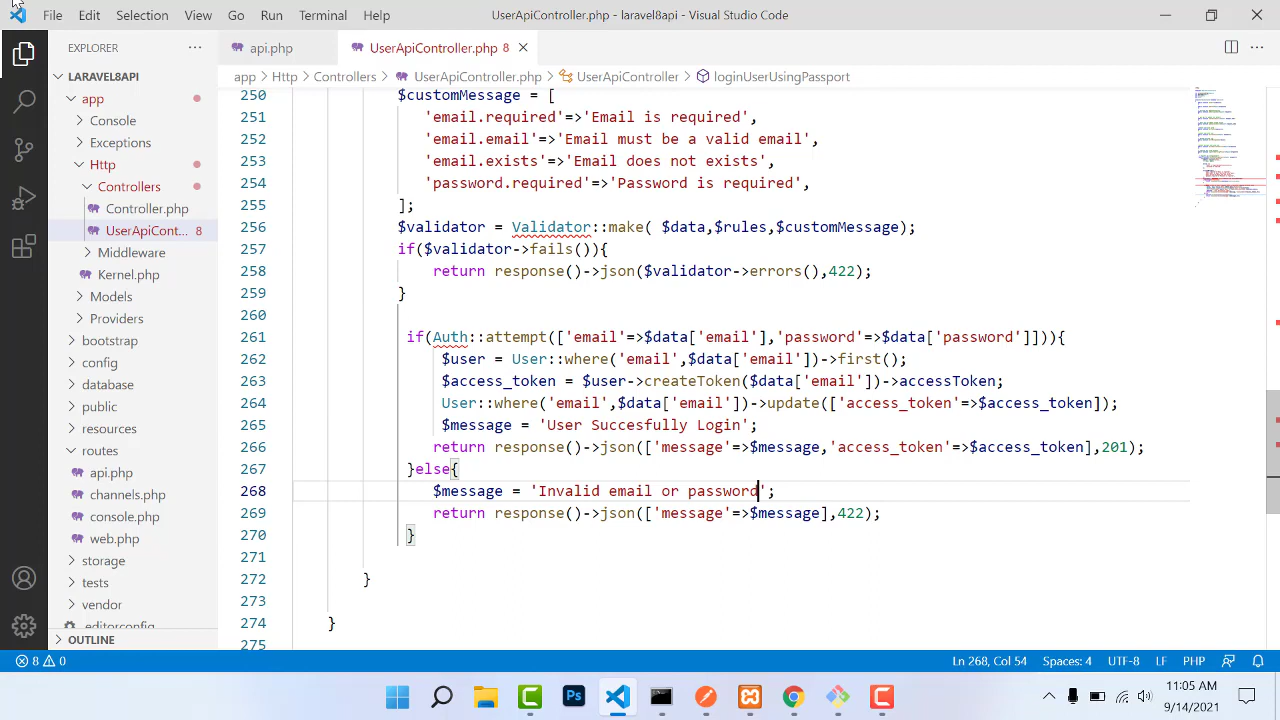 File Edit Selection View Go Run Terminal Help UserApiController.php - laravel8api - Visual Studio Code
EXPLORER ··· api.php UserApiController.php 8
LARAVEL8API app > Http > Controllers > UserApiController.php > UserApiController > loginUserUsingPassport
app
Console
Exceptions
Http
Controllers
Controller.php
UserApiCont... 8
Middleware
Kernel.php
Models
Providers
bootstrap
config
database
public
resources
routes
api.php
channels.php
console.php
web.php
storage
tests
vendor
.editorconfig
OUTLINE
250 $customMessage = [
251 'email.required'=>'Email is required',
252 'email.email'=>'Email must be a valid email',
253 'email.exists'=>'Email does not exists',
254 'password.required'=>'Password is required',
255 ];
256 $validator = Validator::make( $data,$rules,$customMessage);
257 if($validator->fails()){
258 return response()->json($validator->errors(),422);
259 }
260
261 if(Auth::attempt(['email'=>$data['email'],'password'=>$data['password']])){
262 $user = User::where('email',$data['email'])->first();
263 $access_token = $user->createToken($data['email'])->accessToken;
264 User::where('email',$data['email'])->update(['access_token'=>$access_token]);
265 $message = 'User Succesfully Login';
266 return response()->json(['message'=>$message,'access_token'=>$access_token],201);
267 }else{
268 $message = 'Invalid email or password';
269 return response()->json(['message'=>$message],422);
270 }
271
272 }
273
274 }
275
8 0 Ln 268, Col 54 Spaces: 4 UTF-8 LF PHP
Ps 11:05 AM
9/14/2021